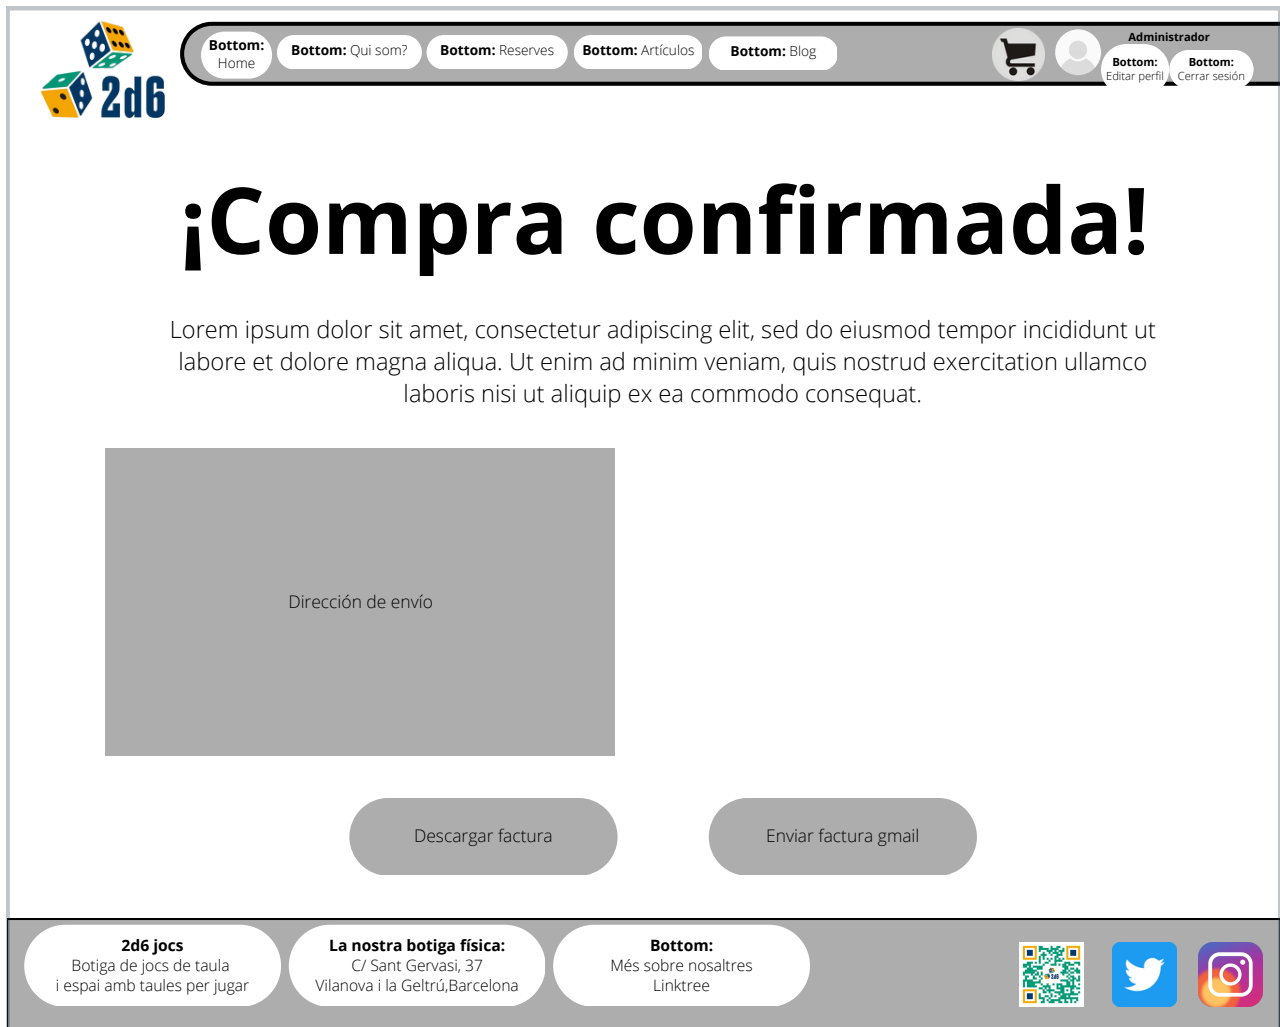 2d6
Bottom:
Home
Bottom: Qui som?
Bottom: Reserves
Bottom: Artículos
Bottom: Blog
Administrador
Bottom:
Editar perfil
Bottom:
Cerrar sesión
¡Compra confirmada!
Lorem ipsum dolor sit amet, consectetur adipiscing elit, sed do eiusmod tempor incididunt ut
labore et dolore magna aliqua. Ut enim ad minim veniam, quis nostrud exercitation ullamco
laboris nisi ut aliquip ex ea commodo consequat.
Dirección de envío
Descargar factura
Enviar factura gmail
2d6 jocs
Botiga de jocs de taula
i espai amb taules per jugar
La nostra botiga física:
C/ Sant Gervasi, 37
Vilanova i la Geltrú,Barcelona
Bottom:
Més sobre nosaltres
Linktree
2d6